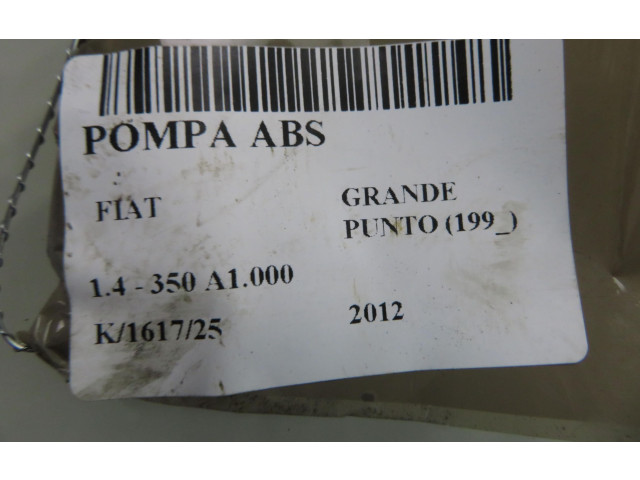 POMPA ABS
FIAT
GRANDE
PUNTO (199_)
1.4 - 350 A1.000
K/1617/25
2012